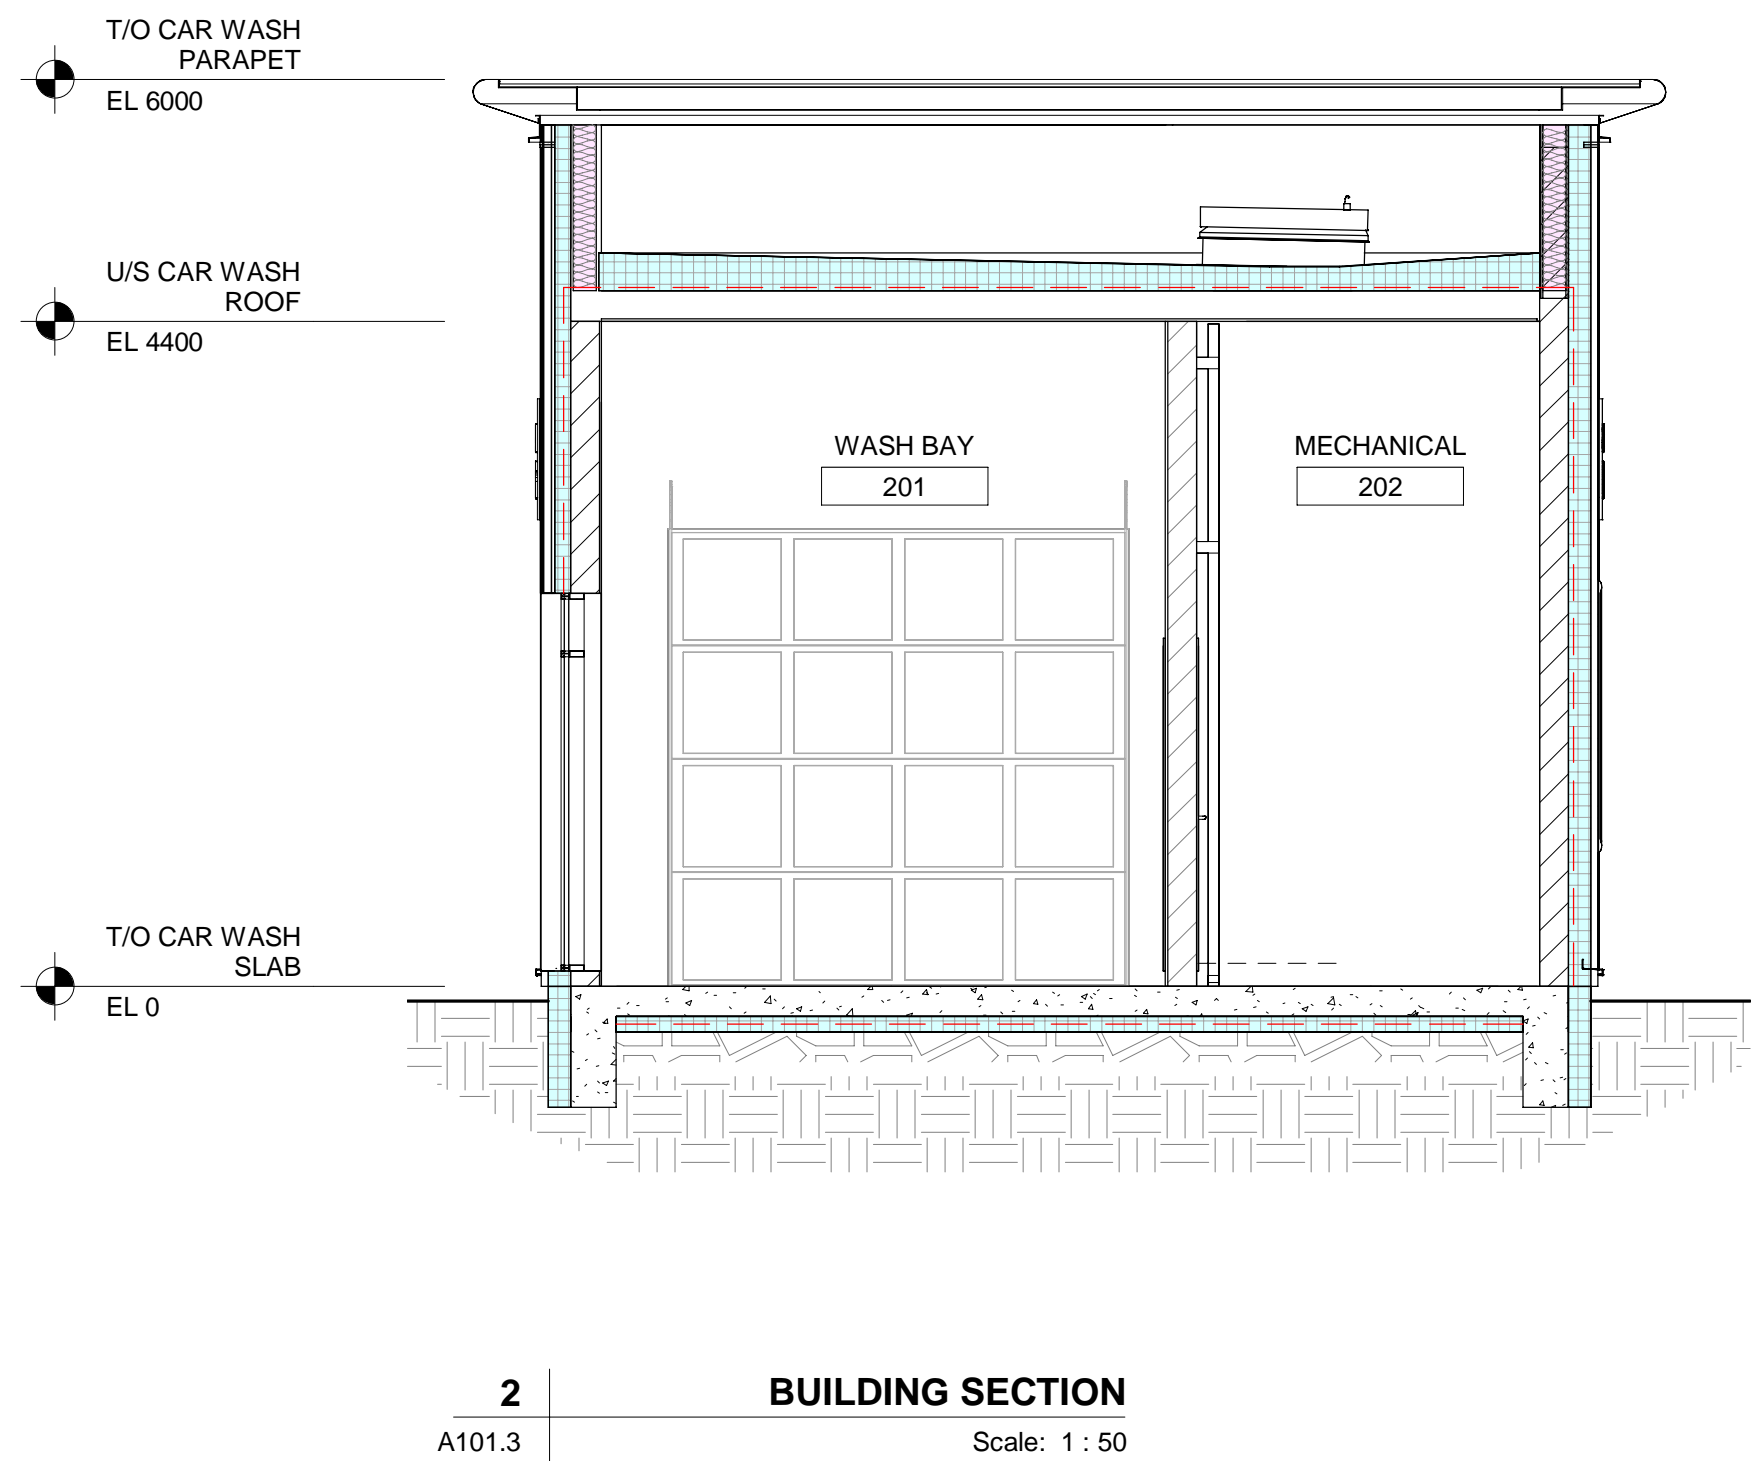 T/O CAR WASH
PARAPET
EL 6000
U/S CAR WASH
ROOF
EL 4400
WASH BAY
201
MECHANICAL
202
T/O CAR WASH
SLAB
EL 0
2
BUILDING SECTION
A101.3
Scale: 1 : 50